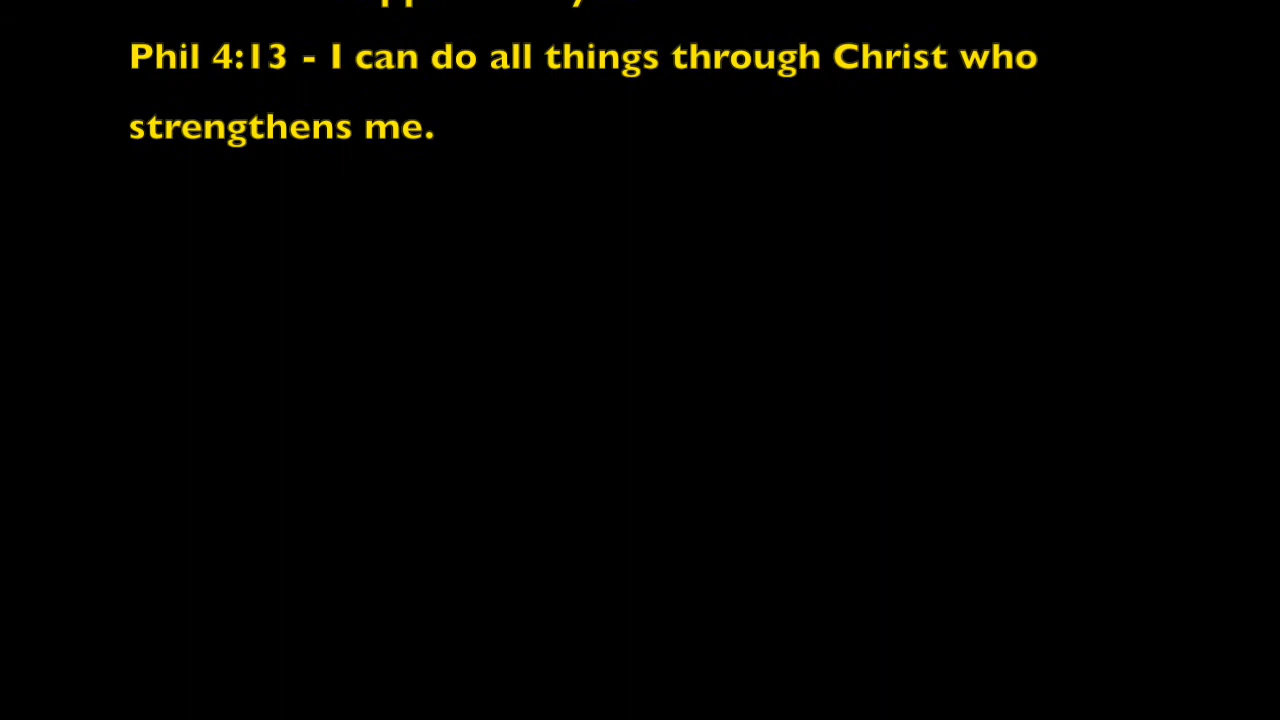 Phil 4:13 - I can do all things through Christ who
strengthens me.